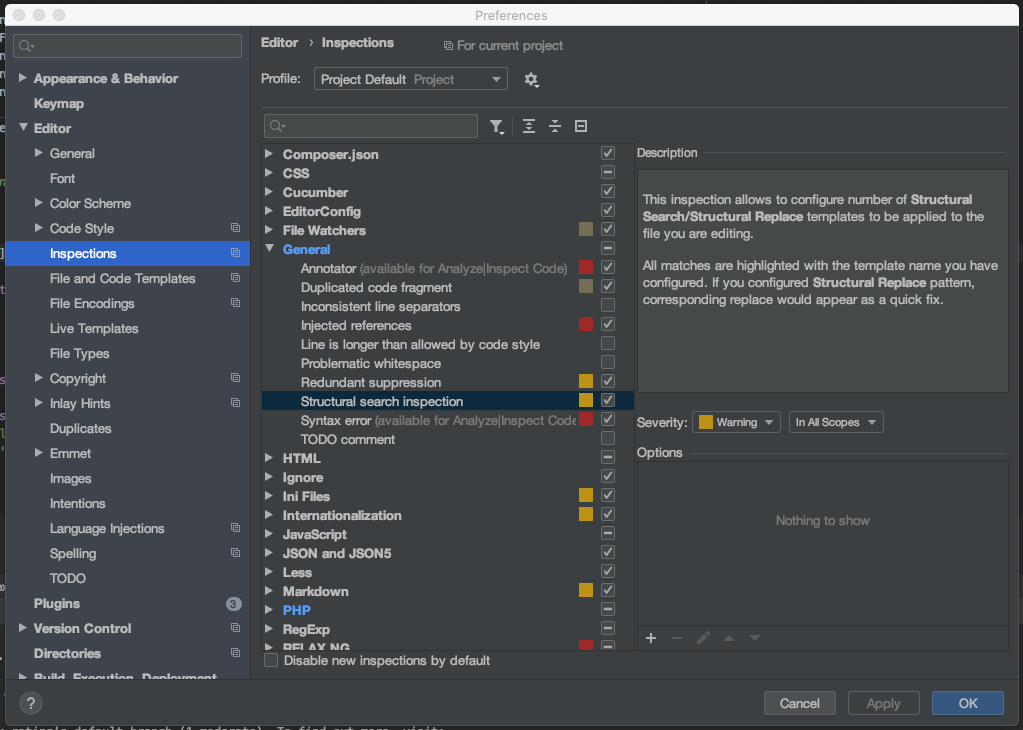 Preferences
Editor › Inspections
For current project
Profile: Project Default Project
Appearance & Behavior
Keymap
Editor
General
Font
Color Scheme
Code Style
Inspections
File and Code Templates
File Encodings
Live Templates
File Types
Copyright
Inlay Hints
Duplicates
Emmet
Images
Intentions
Language Injections
Spelling
TODO
Plugins 3
Version Control
Directories
Build, Execution, Deployment
Composer.json
CSS
Cucumber
EditorConfig
File Watchers
General
Annotator (available for Analyze|Inspect Code)
Duplicated code fragment
Inconsistent line separators
Injected references
Line is longer than allowed by code style
Problematic whitespace
Redundant suppression
Structural search inspection
Syntax error (available for Analyze|Inspect Code
TODO comment
HTML
Ignore
Ini Files
Internationalization
JavaScript
JSON and JSON5
Less
Markdown
PHP
RegExp
RELAX NG
Disable new inspections by default
Description
This inspection allows to configure number of Structural
Search/Structural Replace templates to be applied to the
file you are editing.
All matches are highlighted with the template name you have
configured. If you configured Structural Replace pattern,
corresponding replace would appear as a quick fix.
Severity: Warning In All Scopes
Options
Nothing to show
?
Cancel
Apply
OK